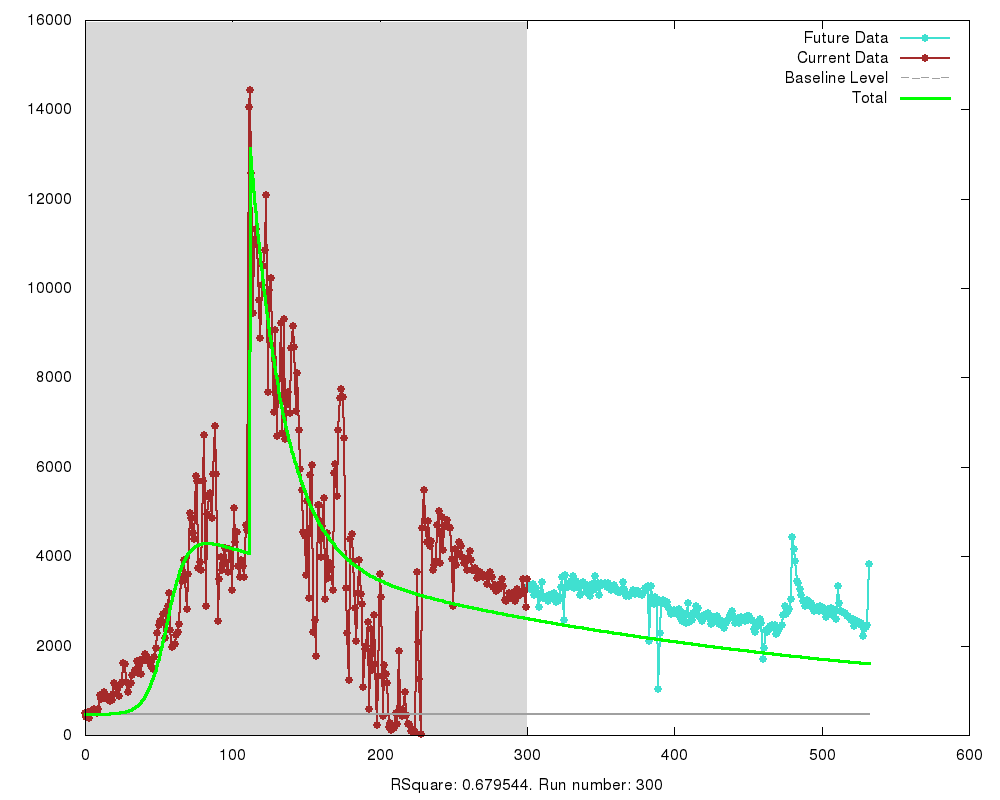 16000
14000
12000
10000
8000
6000
4000
2000
0
Future Data
Current Data
Baseline Level
Total
0 100 200 300 400 500 600
RSquare: 0.679544. Run number: 300